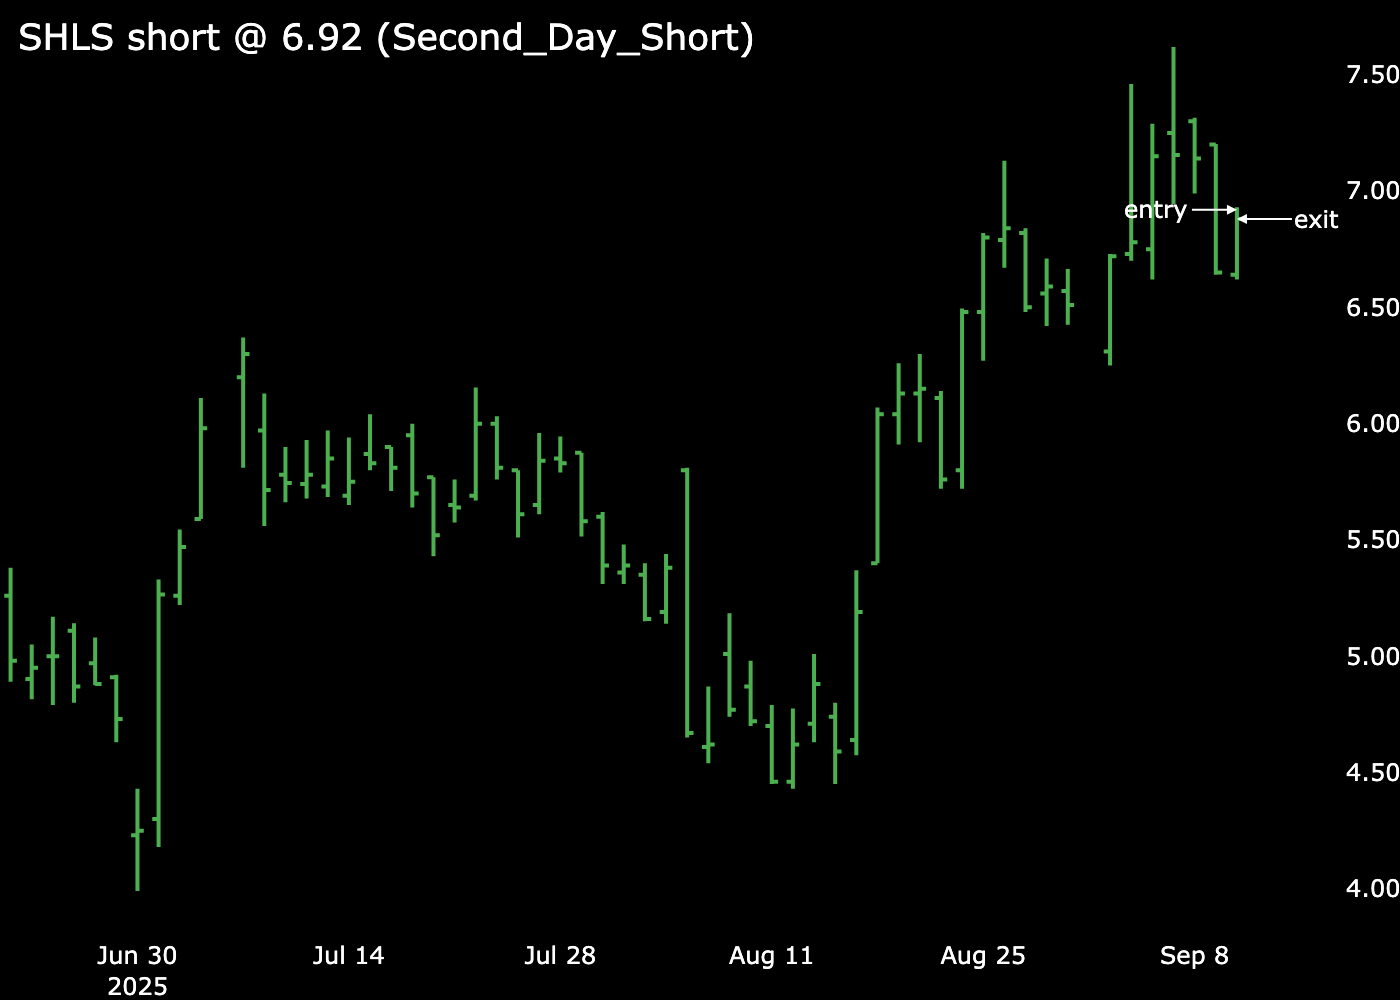 SHLS short @ 6.92 (Second_Day_Short)
7.50
7.00
entry
exit
6.50
6.00
5.50
5.00
4.50
4.00
Jun 30
2025
Jul 14
Jul 28
Aug 11
Aug 25
Sep 8